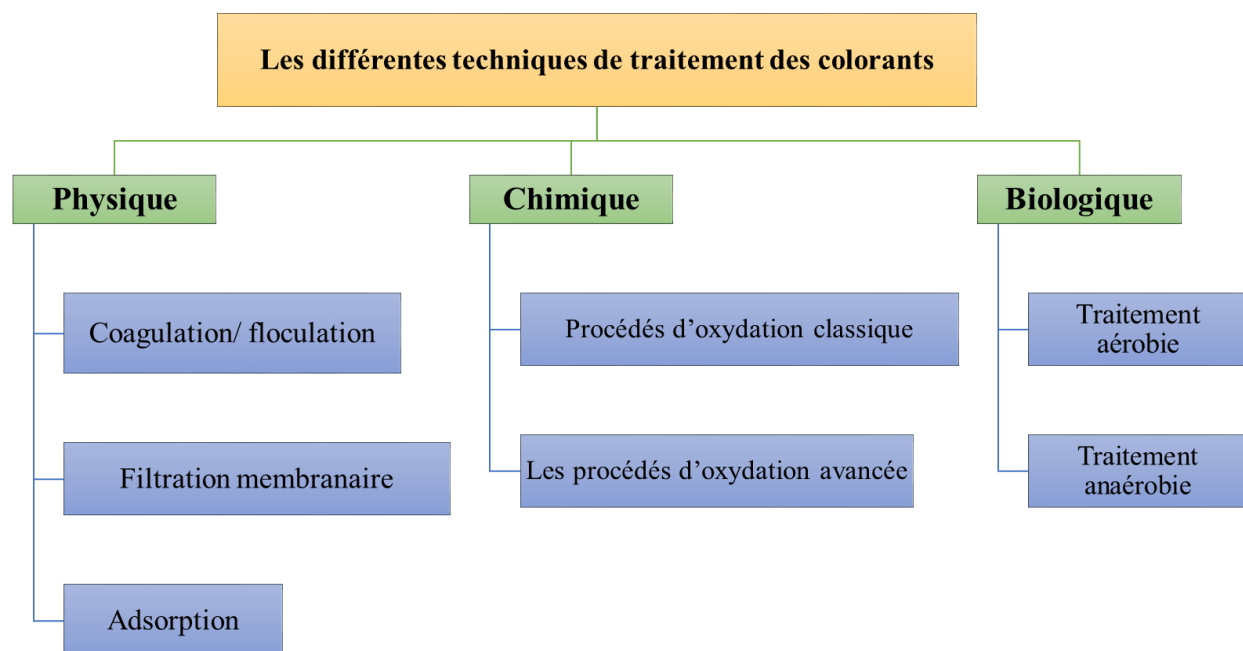 Les différentes techniques de traitement des colorants
Physique
Chimique
Biologique
Coagulation/ floculation
Procédés d’oxydation classique
Traitement
aérobie
Filtration membranaire
Les procédés d’oxydation avancée
Traitement
anaérobie
Adsorption